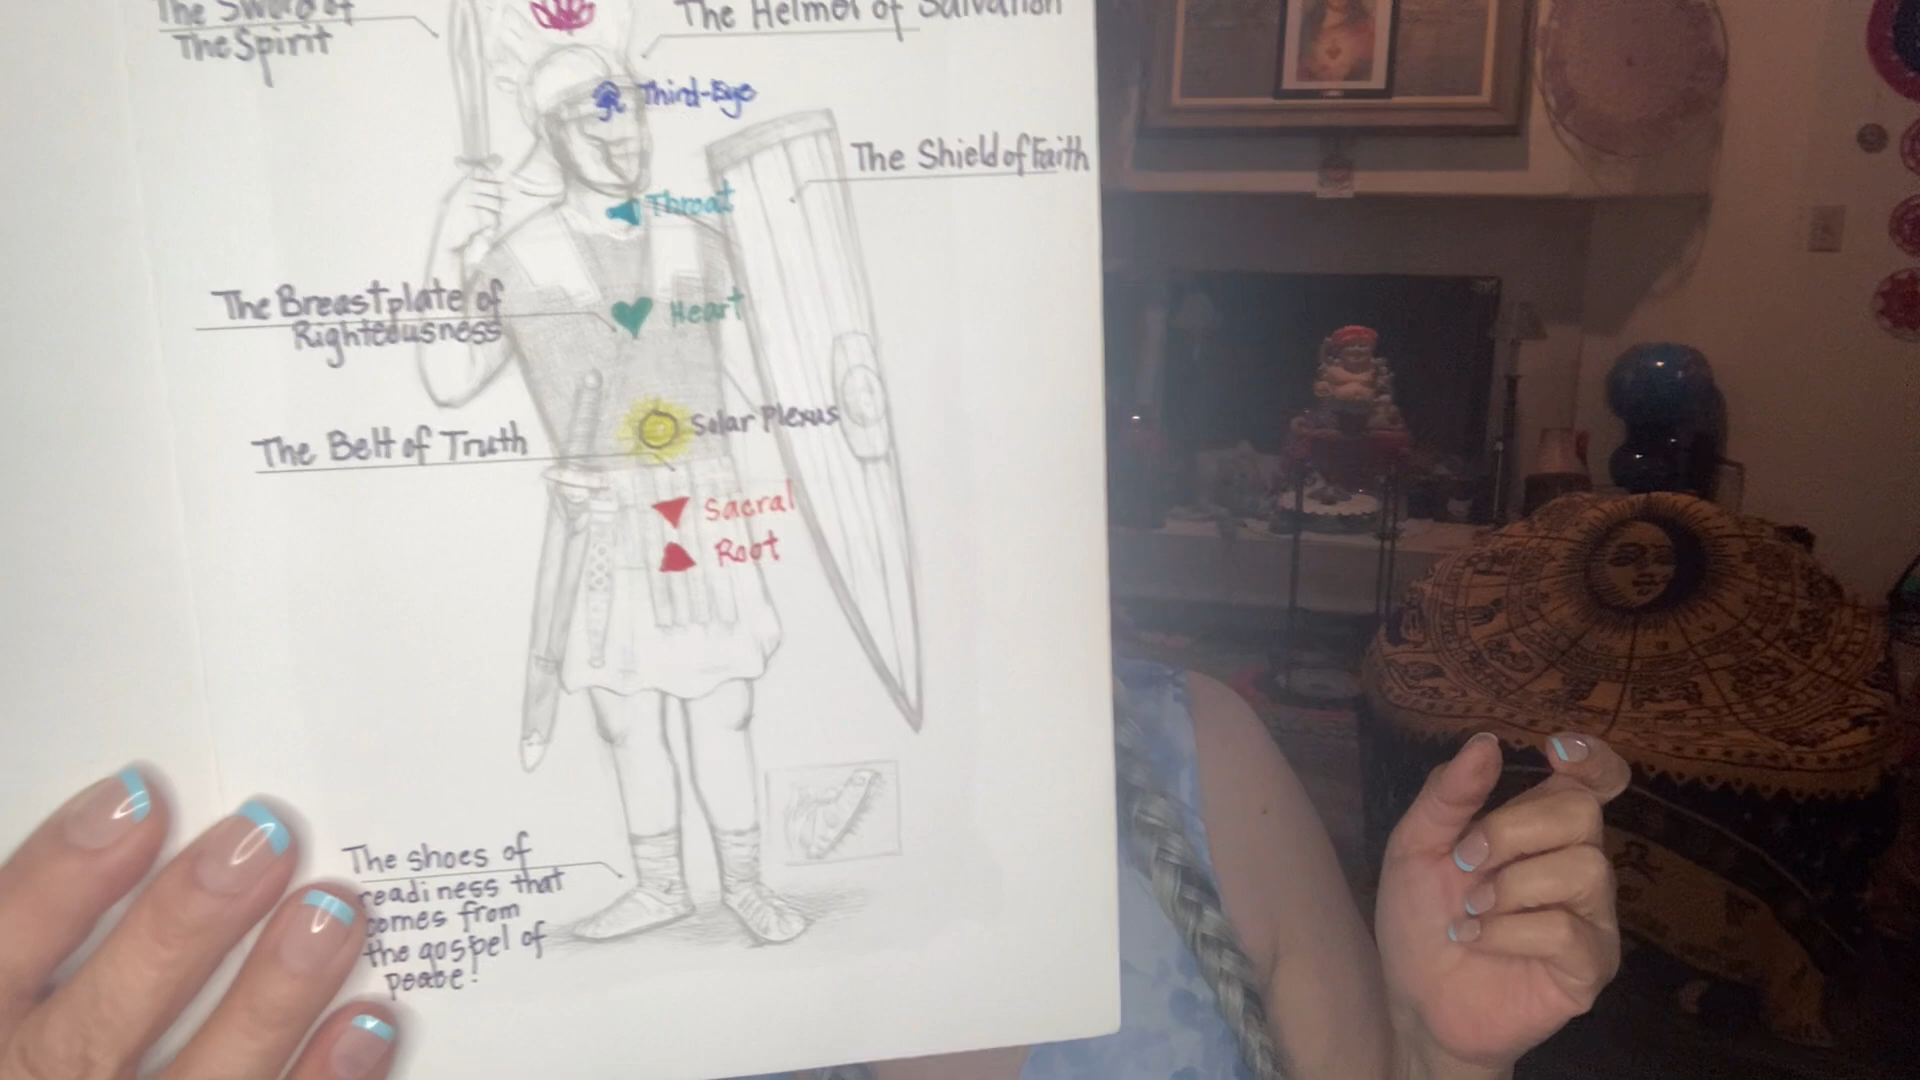 The Sword of
The Spirit
The Helmet of Salvation
Third-Eye
The Shield of Faith
Throat
The Breastplate of
Righteousness
Heart
The Belt of Truth
Solar Plexus
Sacral
Root
The shoes of
readiness that
comes from
the gospel of
peace!